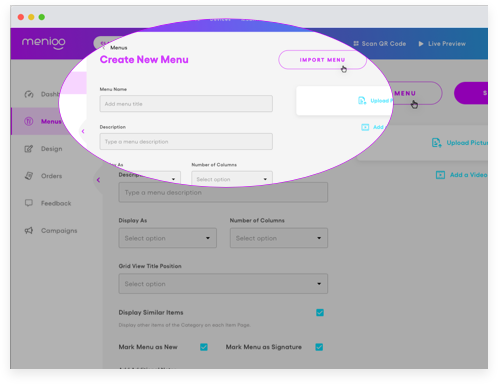 menioo
Scan QR Code
Live Preview
Menus
Create New Menu
IMPORT MENU
MENU
S
Menu Name
Add menu title
Upload P
Upload Pictur
Description
Type a menu description
Add
Add a Video
As
Number of Columns
Select option
Dash
Menus
Design
Orders
Feedback
Campaigns
Descript
Type a menu description
Display As
Number of Columns
Select option
Select option
Grid View Title Position
Select option
Display Similar Items
Display other items of the Category on each Item Page.
Mark Menu as New
Mark Menu as Signature